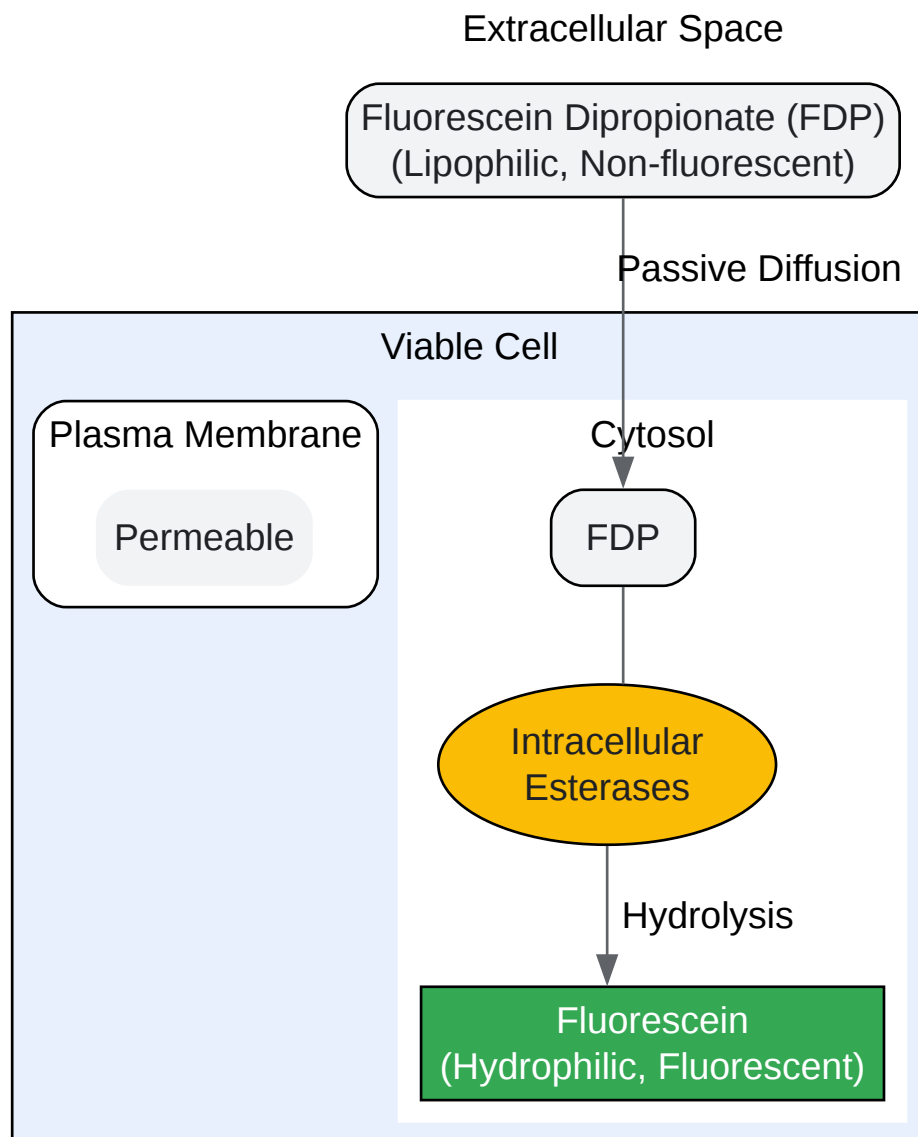 Extracellular Space
Fluorescein Dipropionate (FDP)
(Lipophilic, Non-fluorescent)
Passive Diffusion
Viable Cell
Plasma Membrane
Permeable
Cytosol
FDP
Intracellular
Esterases
Hydrolysis
Fluorescein
(Hydrophilic, Fluorescent)